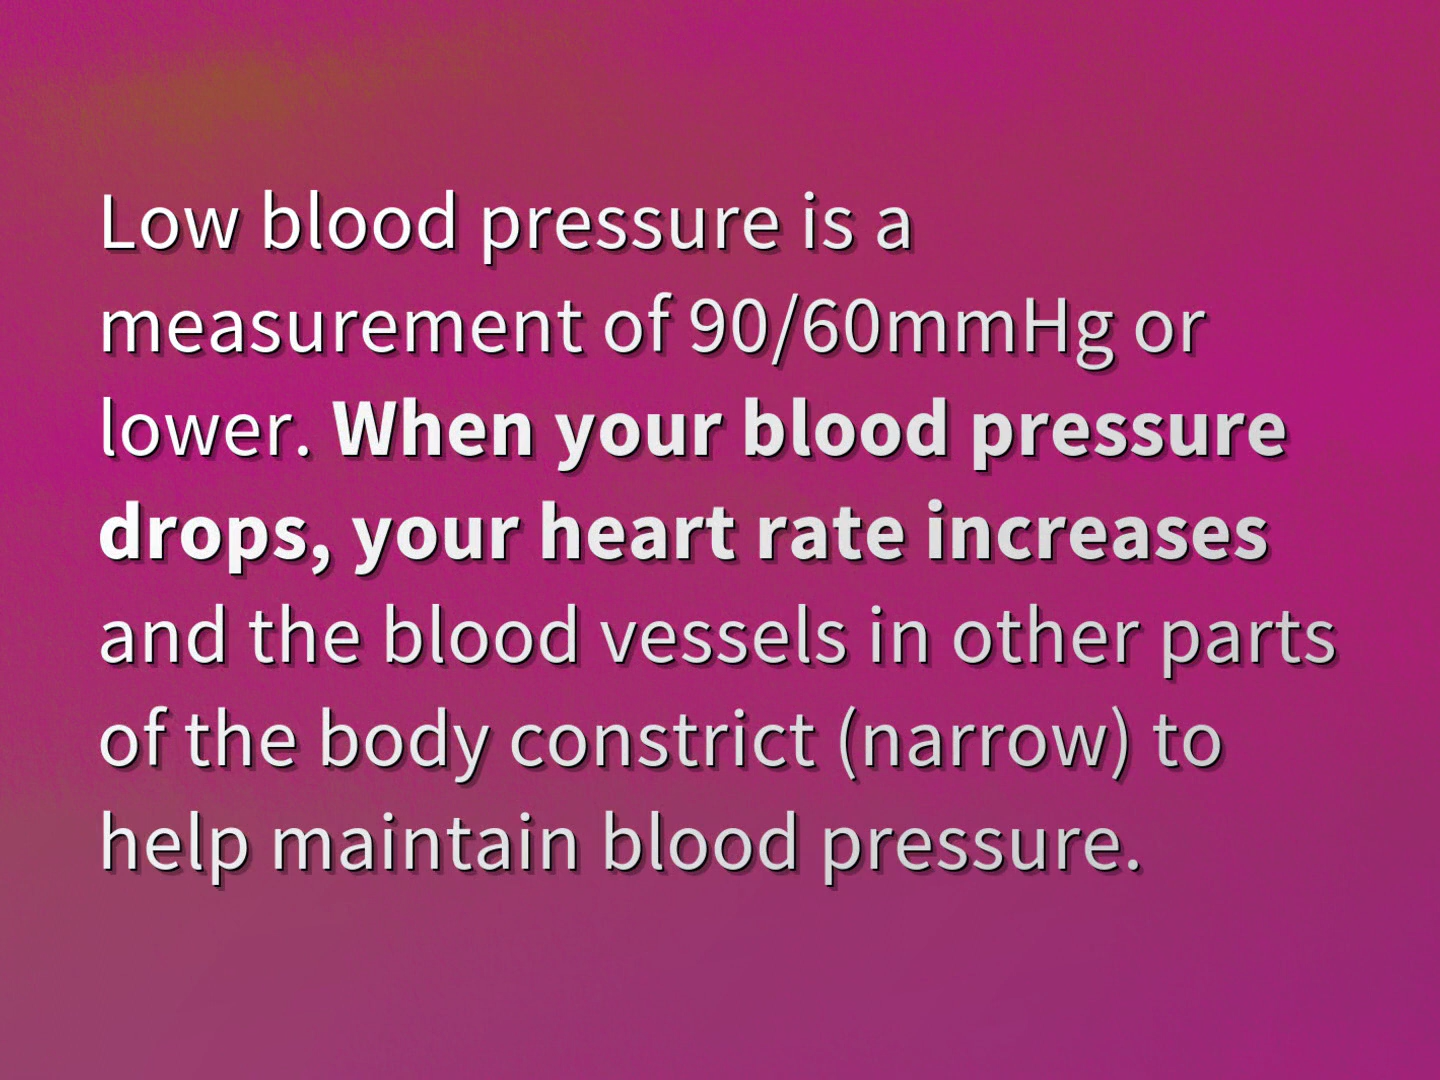 Low blood pressure is a
measurement of 90/60mmHg or
lower. When your blood pressure
drops, your heart rate increases
and the blood vessels in other parts
of the body constrict (narrow) to
help maintain blood pressure.